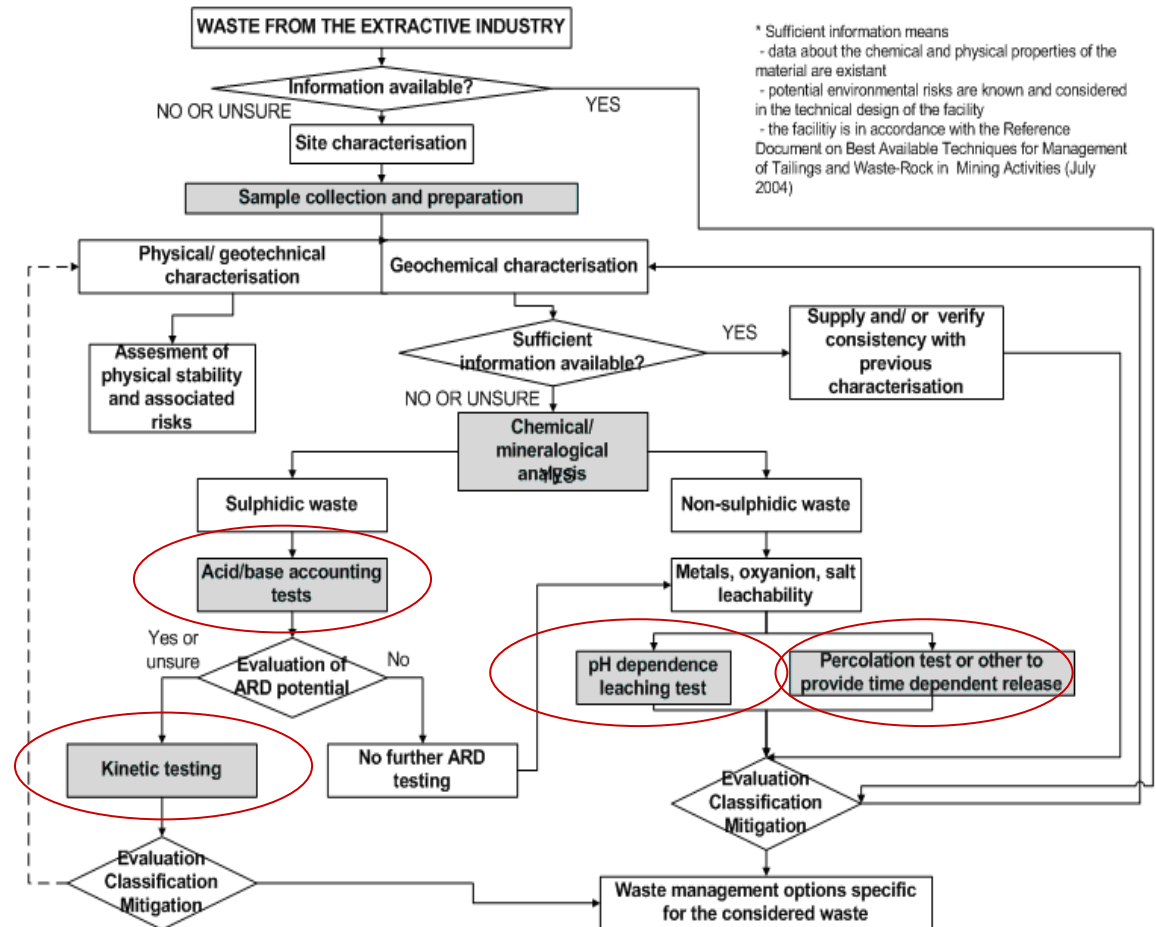 WASTE FROM THE EXTRACTIVE INDUSTRY
* Sufficient information means
- data about the chemical and physical properties of the
material are existant
- potential environmental risks are known and considered
in the technical design of the facility
- the facilitiy is in accordance with the Reference
Document on Best Available Techniques for Management
of Tailings and Waste-Rock in Mining Activities (July
2004)
Information available?
NO OR UNSURE
YES
Site characterisation
Sample collection and preparation
Physical/ geotechnical
characterisation
Geochemical characterisation
Assesment of
physical stability
and associated
risks
Sufficient
information available?
YES
Supply and/ or verify
consistency with
previous
characterisation
NO OR UNSURE
Chemical/
mineralogical
analysis
YES
Sulphidic waste
Non-sulphidic waste
Acid/base accounting
tests
Metals, oxyanion, salt
leachability
Yes or
unsure
Evaluation of
ARD potential
No
pH dependence
leaching test
Percolation test or other to
provide time dependent release
Kinetic testing
No further ARD
testing
Evaluation
Classification
Mitigation
Evaluation
Classification
Mitigation
Waste management options specific
for the considered waste